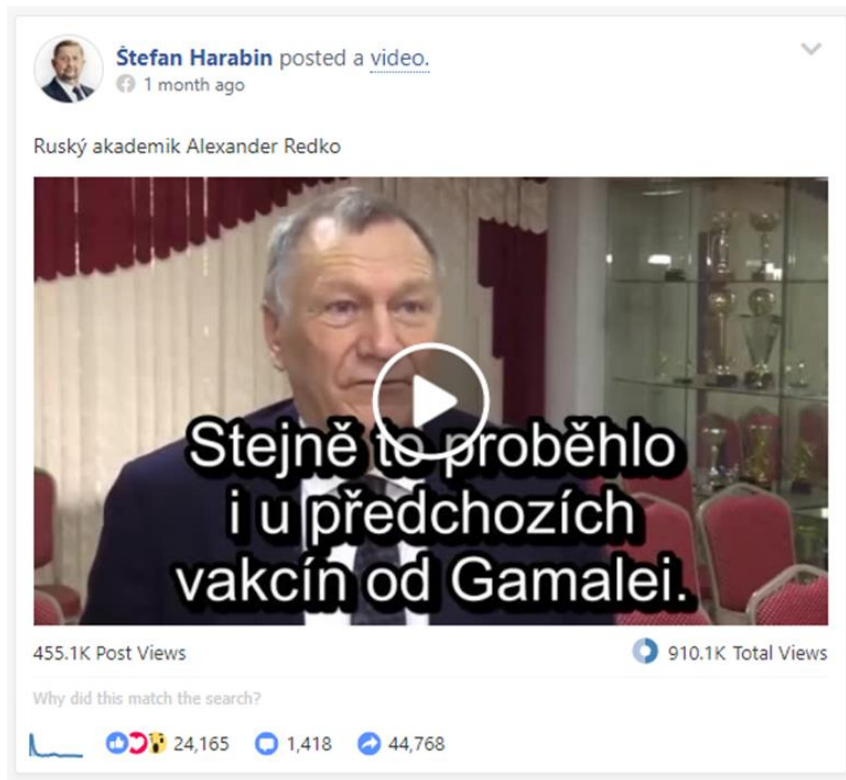 Štefan Harabin posted a video.
1 month ago
Ruský akademik Alexander Redko
Stejně to proběhlo
i u předchozích
vakcín od Gamalei.
455.1K Post Views
910.1K Total Views
Why did this match the search?
24,165
1,418
44,768